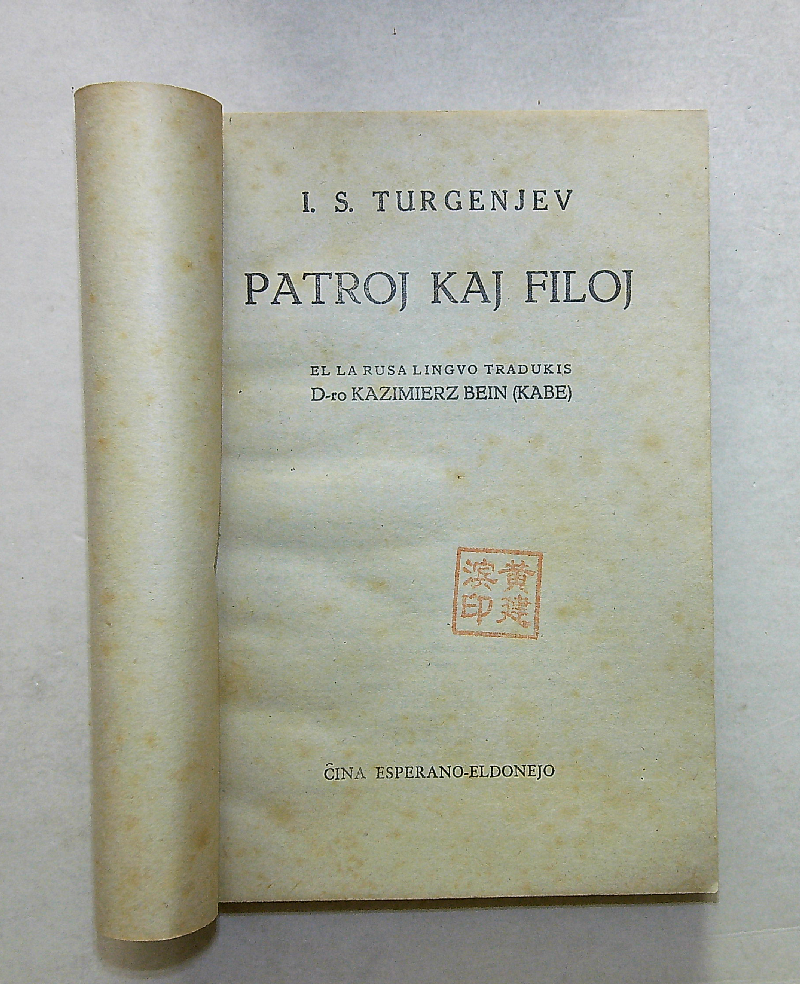 I. S. TURGENJEV
PATROJ KAJ FILOJ
EL LA RUSA LINGVO TRADUKIS
D-ro KAZIMIERZ BEIN (KABE)
黄建
滨印
ĈINA ESPERANO-ELDONEJO